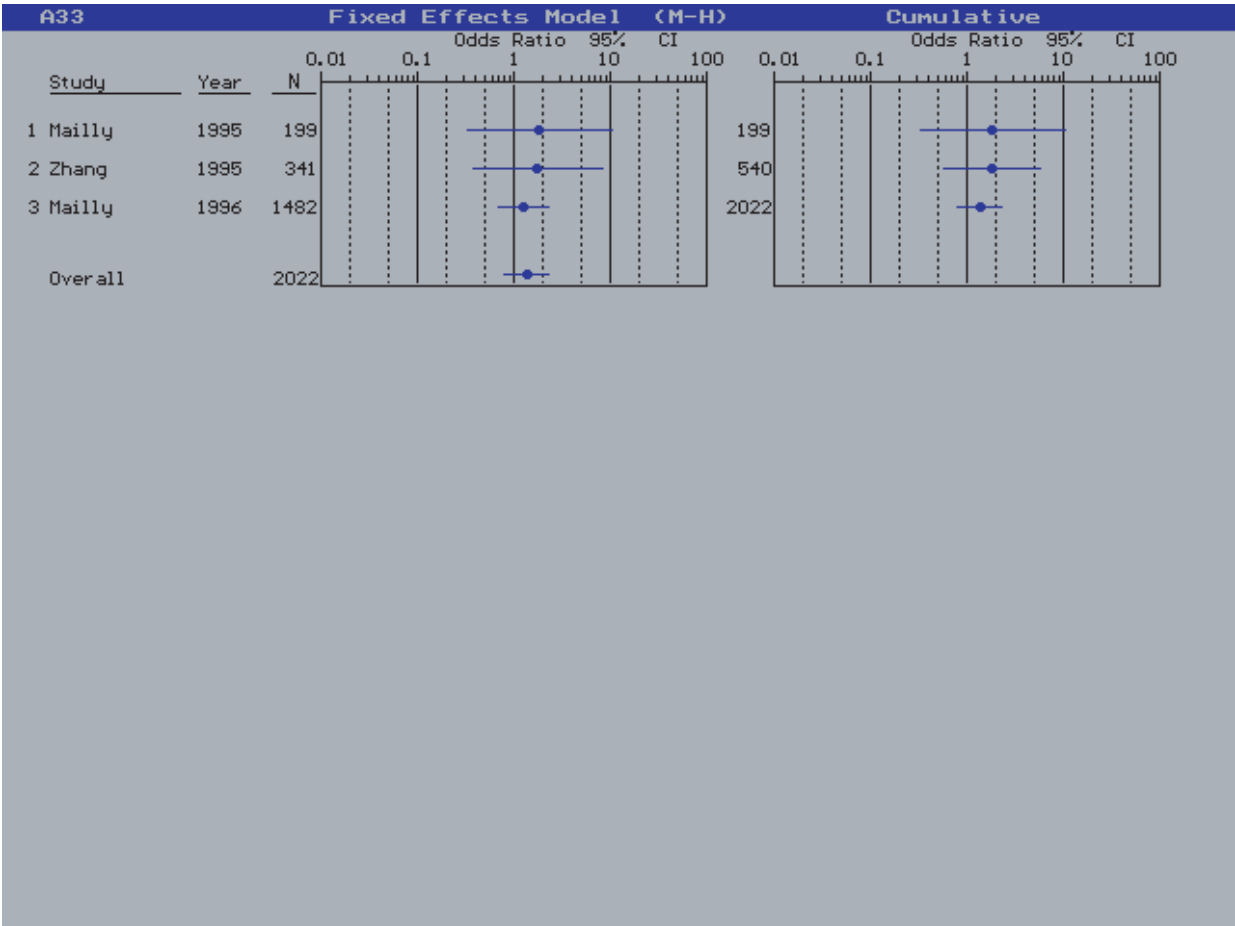 A33 Fixed Effects Model (M-H) Cumulative
Odds Ratio 95% CI Odds Ratio 95% CI
0.01 0.1 1 10 100 0.01 0.1 1 10 100
Study Year N
1 Mailly 1995 199 199
2 Zhang 1995 341 540
3 Mailly 1996 1482 2022
Overall 2022